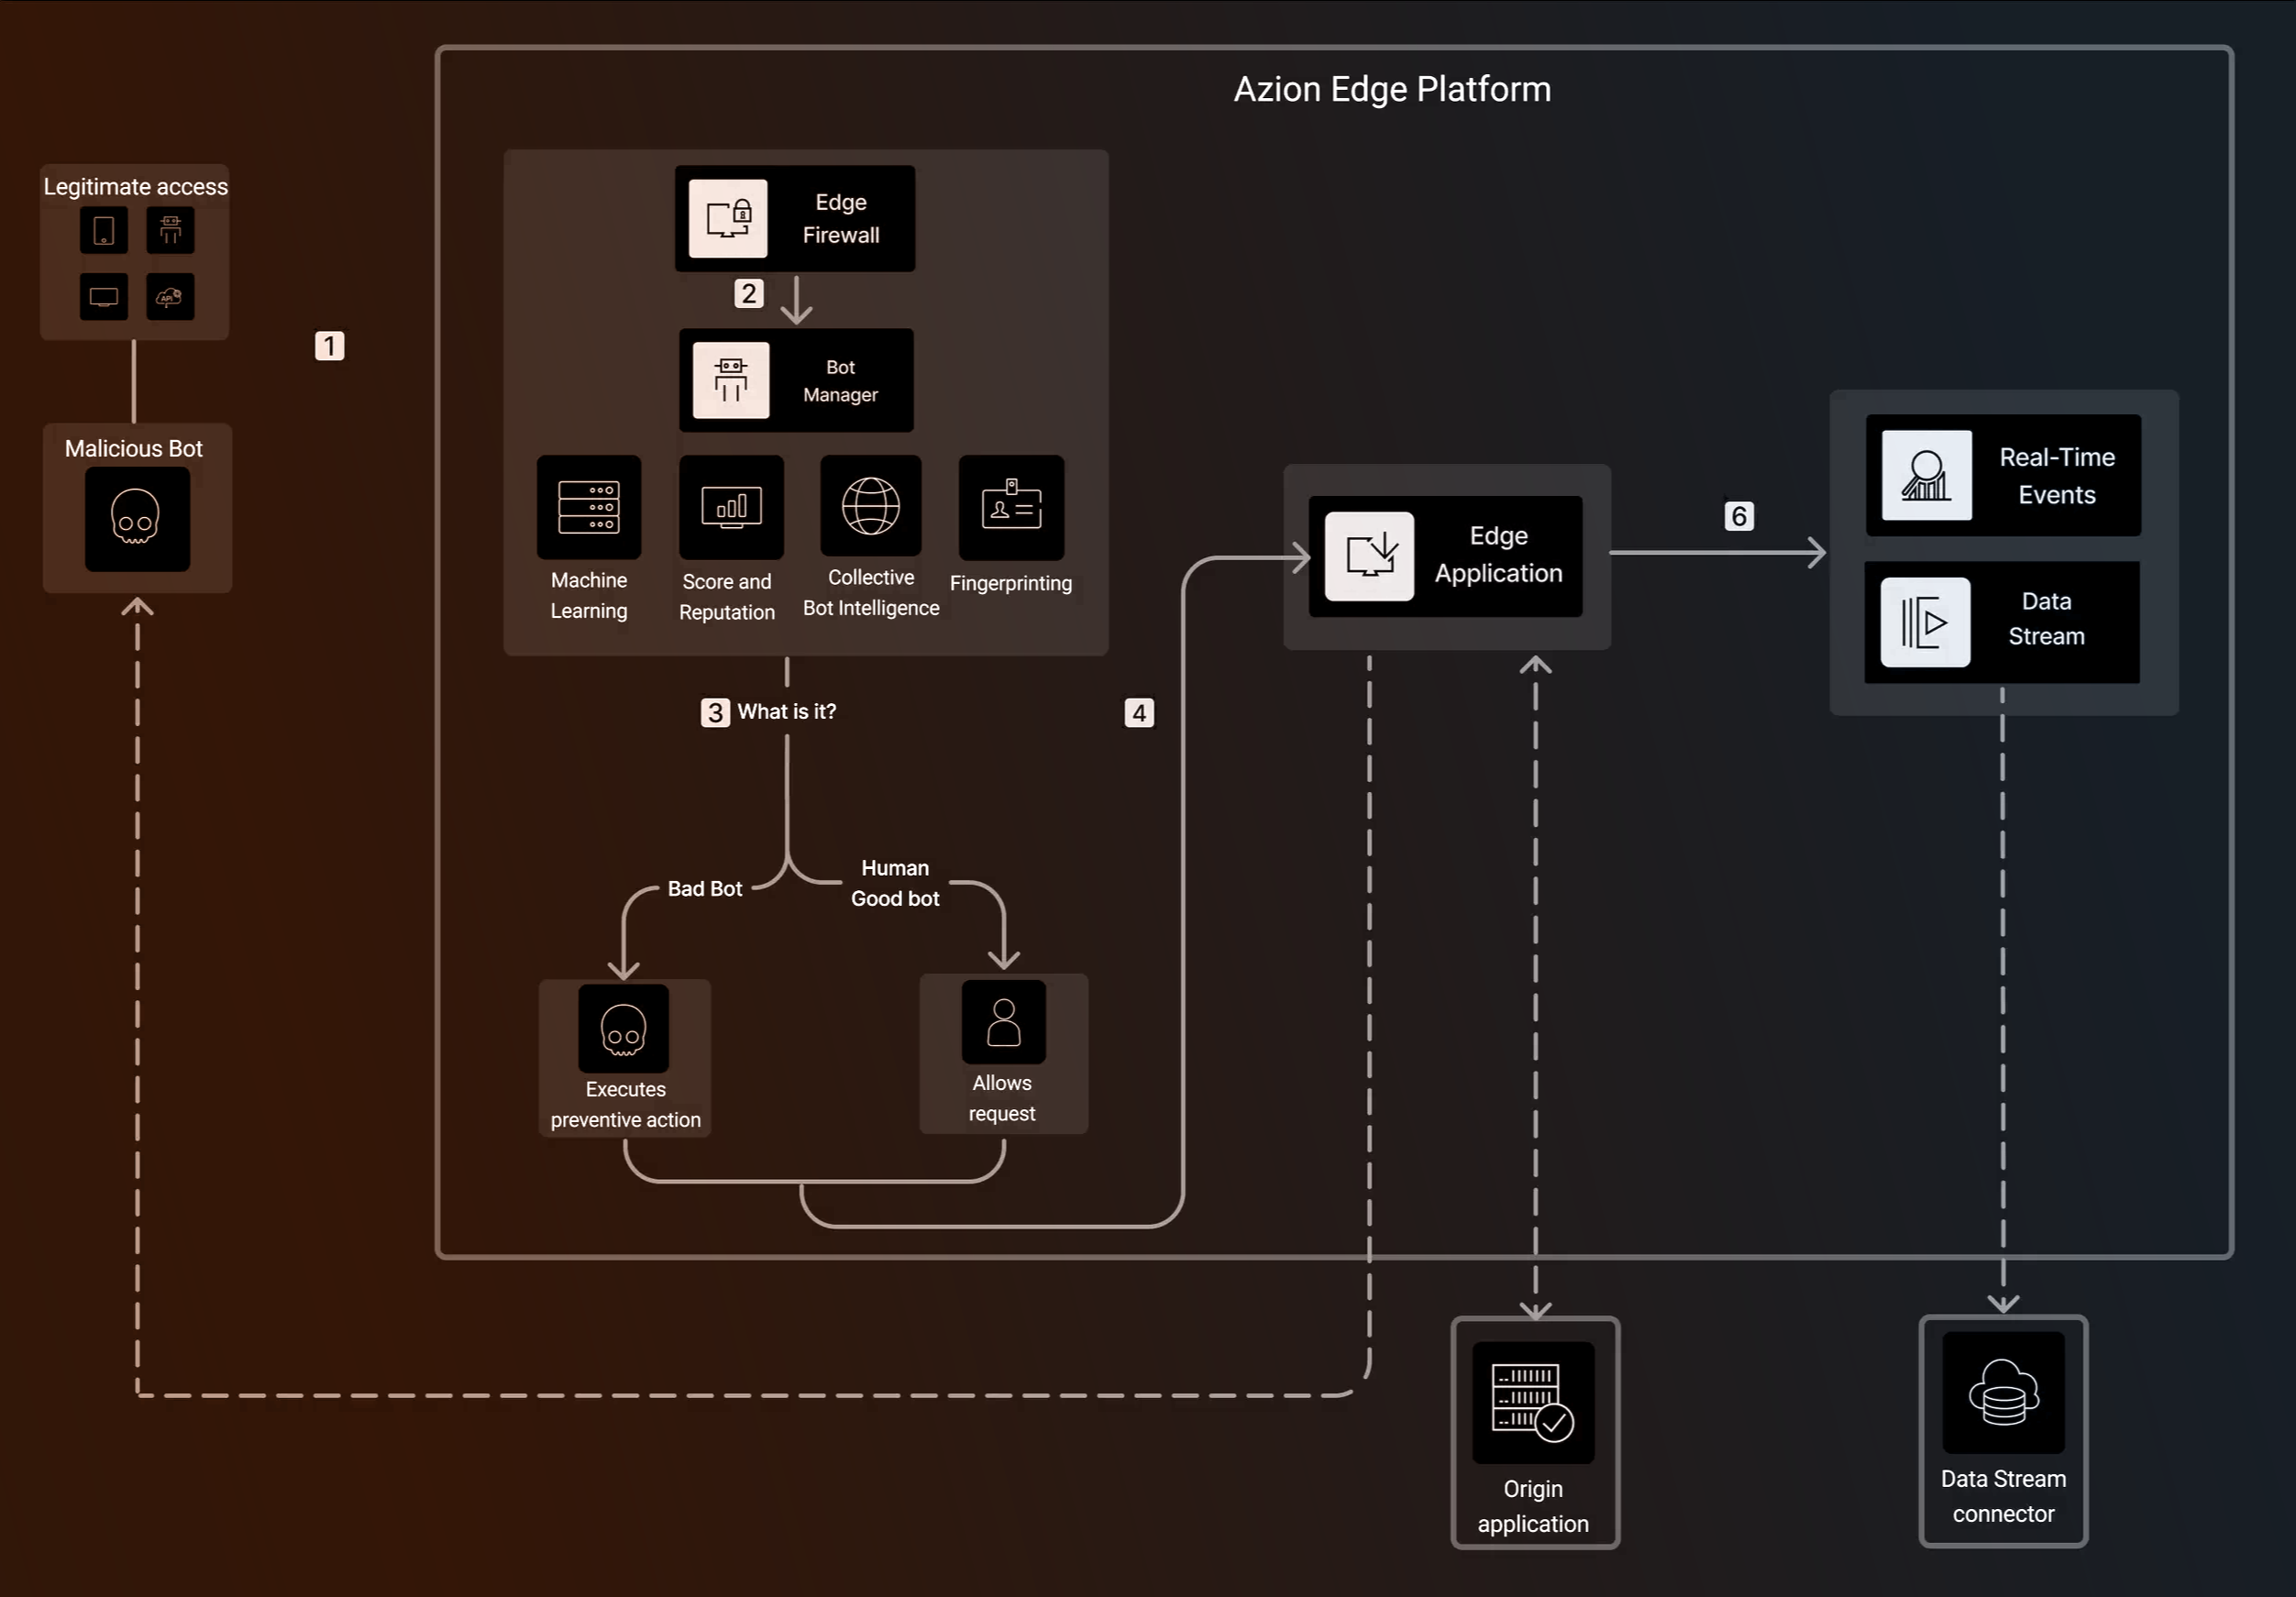 Azion Edge Platform
Legitimate access
API
1
Malicious Bot
Edge
Firewall
2
Bot
Manager
Machine
Learning
Score and
Reputation
Collective
Bot Intelligence
Fingerprinting
3 What is it?
Bad Bot
Human
Good bot
Executes
preventive action
Allows
request
4
Edge
Application
6
Real-Time
Events
Data
Stream
Origin
application
Data Stream
connector